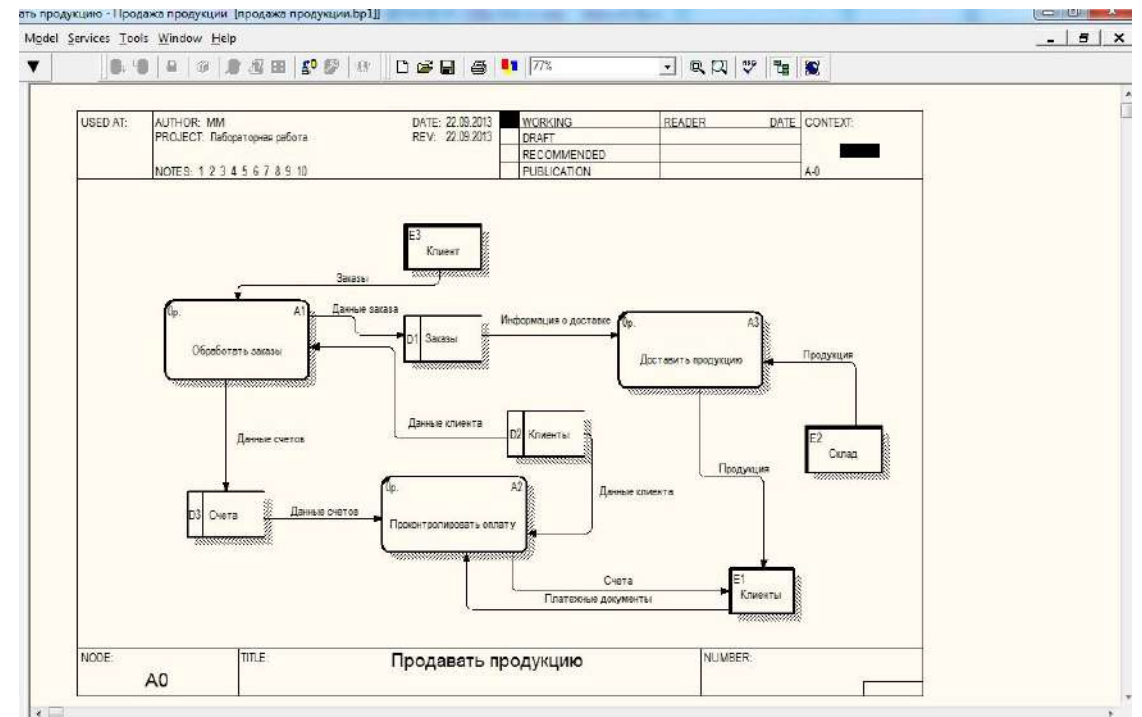 ать продукцию - Продажа продукции [продажа продукции.bp1]]
Model Services Tools Window Help
77%
USED AT:
AUTHOR: MM
DATE: 22.09.2013
PROJECT: Лабораторная работа
REV: 22.09.2013
NOTES: 1 2 3 4 5 6 7 8 9 10
WORKING
DRAFT
RECOMMENDED
PUBLICATION
READER
DATE
CONTEXT:
A-0
E3
Клиент
Заказы
0р.
A1
Обработать заказы
Данные заказа
D1 Заказы
Информация о доставке
0р.
A3
Доставить продукцию
Продукция
E2
Склад
Данные клиента
D2 Клиенты
Данные счетов
Продукция
Данные клиента
D3 Счета
Данные счетов
0р.
A2
Проконтролировать оплату
Счета
Платежные документы
E1
Клиенты
NODE:
A0
TITLE:
Продавать продукцию
NUMBER: